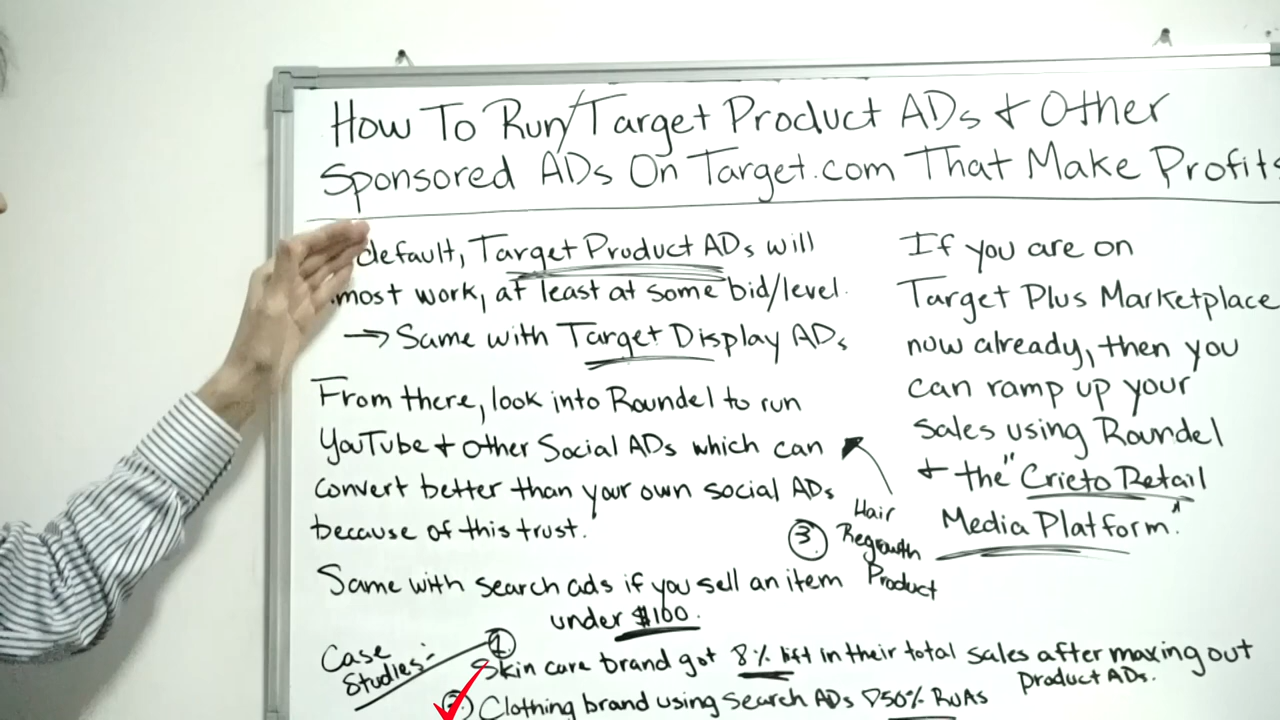 How To Run/Target Product ADs + Other
Sponsored ADs On Target.com That Make Profits
default, Target Product ADs will
most work, at least at some bid/level.
→ Same with Target Display ADs
From there, look into Roundel to run
YouTube + other Social ADs which can
convert better than your own social ADs
because of this trust.
Same with search ads if you sell an item
under $100.
If you are on
Target Plus Marketplace
now already, then you
can ramp up your
sales using Roundel
+ the "Crieto Retail
Media Platform."
3. Hair
Regrowth
Product
Case
Studies:-
1 Skin care brand got 8% lift in their total sales after maxing out
product ADs.
2 Clothing brand using Search ADs 50% RoAs